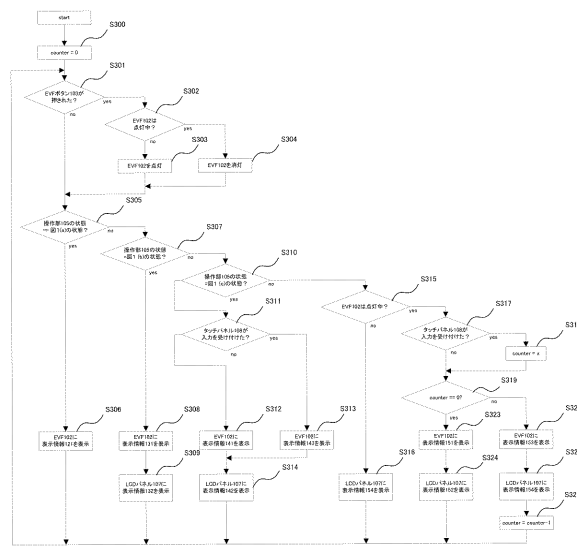 start
S300
counter = 0
S301
EVFボタン103が
押された？
yes
no
S302
EVF102は
点灯中？
yes
no
S303
S304
EVF102を点灯
EVF102を消灯
S305
操作部105の状態
yes
no
S307
操作部105の状態
yes
no
S310
操作部105の状態
no
S315
EVF102は点灯中？
yes
no
S317
タッチパネル108が
入力を受け付けた？
yes
no
counter = x
S311
タッチパネル108が
入力を受け付けた？
yes
no
S319
counter == 0?
yes
no
S306
EVF102に
表示情報121を表示
S308
EVF102に
表示情報131を表示
S312
EVF102に
表示情報141を表示
S313
EVF102に
表示情報143を表示
S323
EVF102に
表示情報151を表示
EVF102に
表示情報153を表示
S309
LCDパネル107に
表示情報132を表示
S314
LCDパネル107に
表示情報142を表示
S316
LCDパネル107に
表示情報154を表示
S324
LCDパネル107に
表示情報152を表示
LCDパネル107に
表示情報154を表示
counter = counter-1